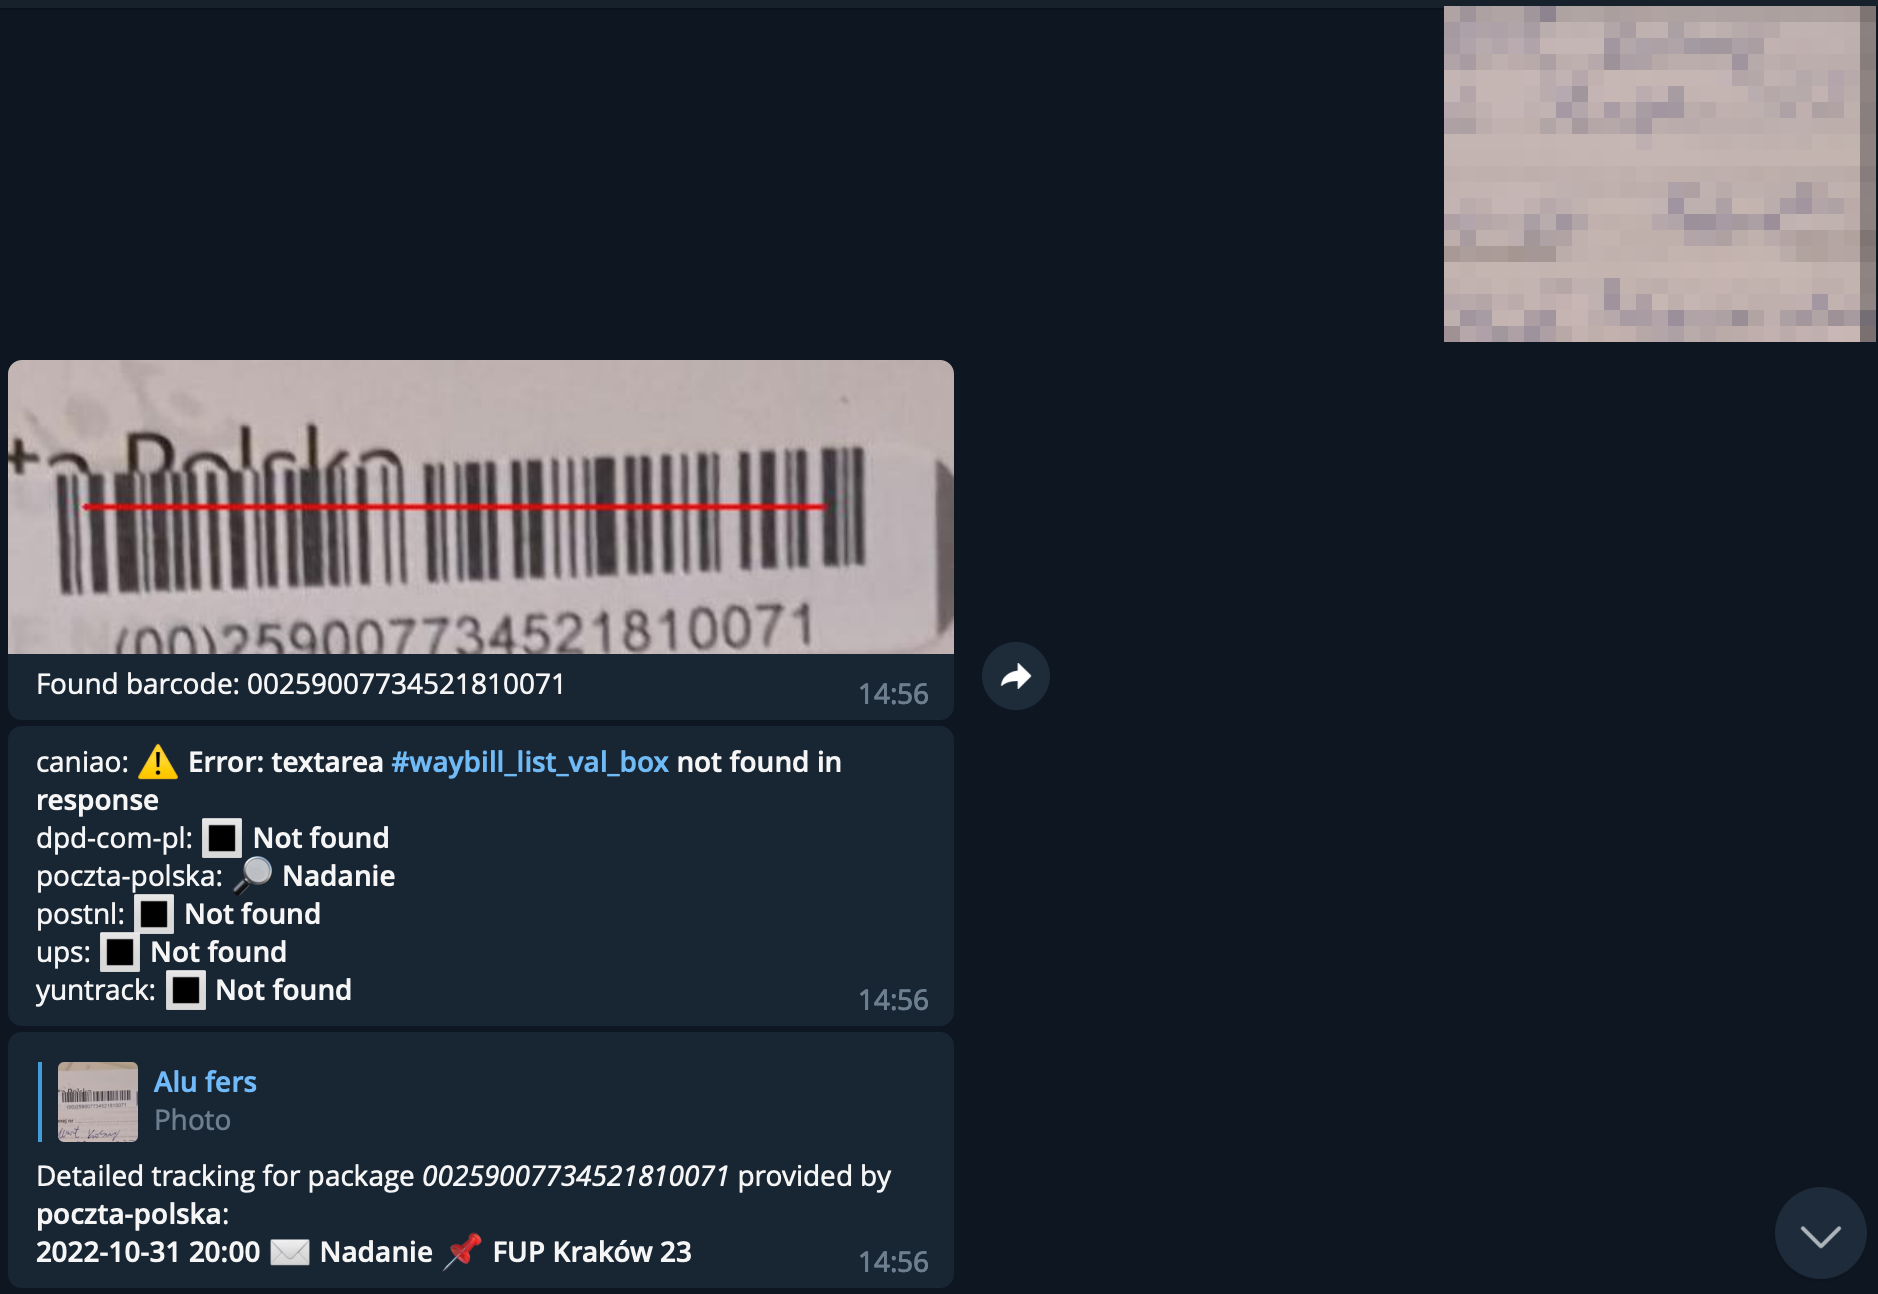 ta Polska
(00)259007734521810071
Found barcode: 00259007734521810071
14:56
caniao: ⚠️ Error: textarea #waybill_list_val_box not found in
response
dpd-com-pl: 🔳 Not found
poczta-polska: 🔎 Nadanie
postnl: 🔳 Not found
ups: 🔳 Not found
yuntrack: 🔳 Not found
14:56
Alu fers
Photo
Detailed tracking for package 00259007734521810071 provided by
poczta-polska:
2022-10-31 20:00 ✉️ Nadanie 📌 FUP Kraków 23
14:56